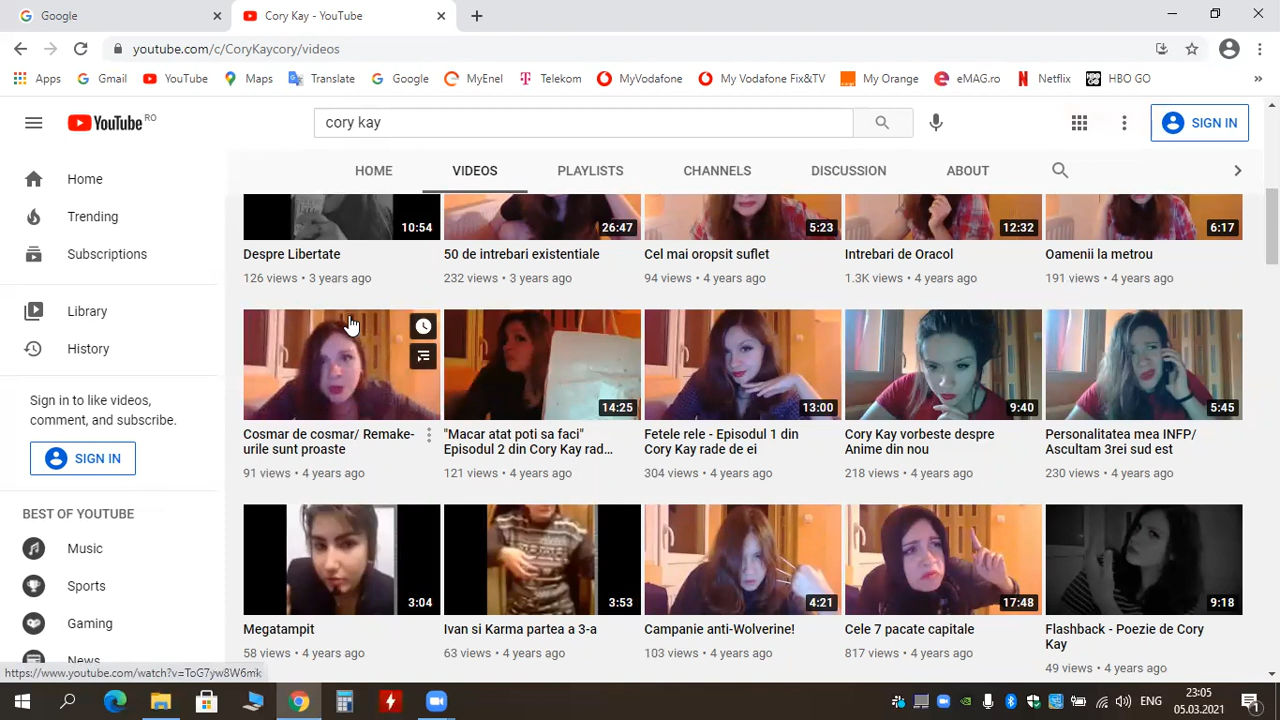 Google
Cory Kay - YouTube
youtube.com/c/CoryKaycory/videos
Apps
Gmail
YouTube
Maps
Translate
Google
MyEnel
Telekom
MyVodafone
My Vodafone Fix&TV
My Orange
eMAG.ro
Netflix
HBO GO
»
YouTube RO
cory kay
SIGN IN
HOME
VIDEOS
PLAYLISTS
CHANNELS
DISCUSSION
ABOUT
Home
Trending
Subscriptions
Library
History
Sign in to like videos,
comment, and subscribe.
SIGN IN
BEST OF YOUTUBE
Music
Sports
Gaming
News
10:54
26:47
5:23
12:32
6:17
Despre Libertate
126 views • 3 years ago
50 de intrebari existentiale
232 views • 3 years ago
Cel mai oropsit suflet
94 views • 4 years ago
Intrebari de Oracol
1.3K views • 4 years ago
Oamenii la metrou
191 views • 4 years ago
14:25
13:00
9:40
5:45
Cosmar de cosmar/ Remake-
urile sunt proaste
91 views • 4 years ago
"Macar atat poti sa faci"
Episodul 2 din Cory Kay rad...
121 views • 4 years ago
Fetele rele - Episodul 1 din
Cory Kay rade de ei
304 views • 4 years ago
Cory Kay vorbeste despre
Anime din nou
218 views • 4 years ago
Personalitatea mea INFP/
Ascultam 3rei sud est
230 views • 4 years ago
3:04
3:53
4:21
17:48
9:18
Megatampit
58 views • 4 years ago
Ivan si Karma partea a 3-a
63 views • 4 years ago
Campanie anti-Wolverine!
103 views • 4 years ago
Cele 7 pacate capitale
817 views • 4 years ago
Flashback - Poezie de Cory
Kay
49 views • 4 years ago
https://www.youtube.com/watch?v=ToG7yw8W6mk
ENG
23:05
05.03.2021
1